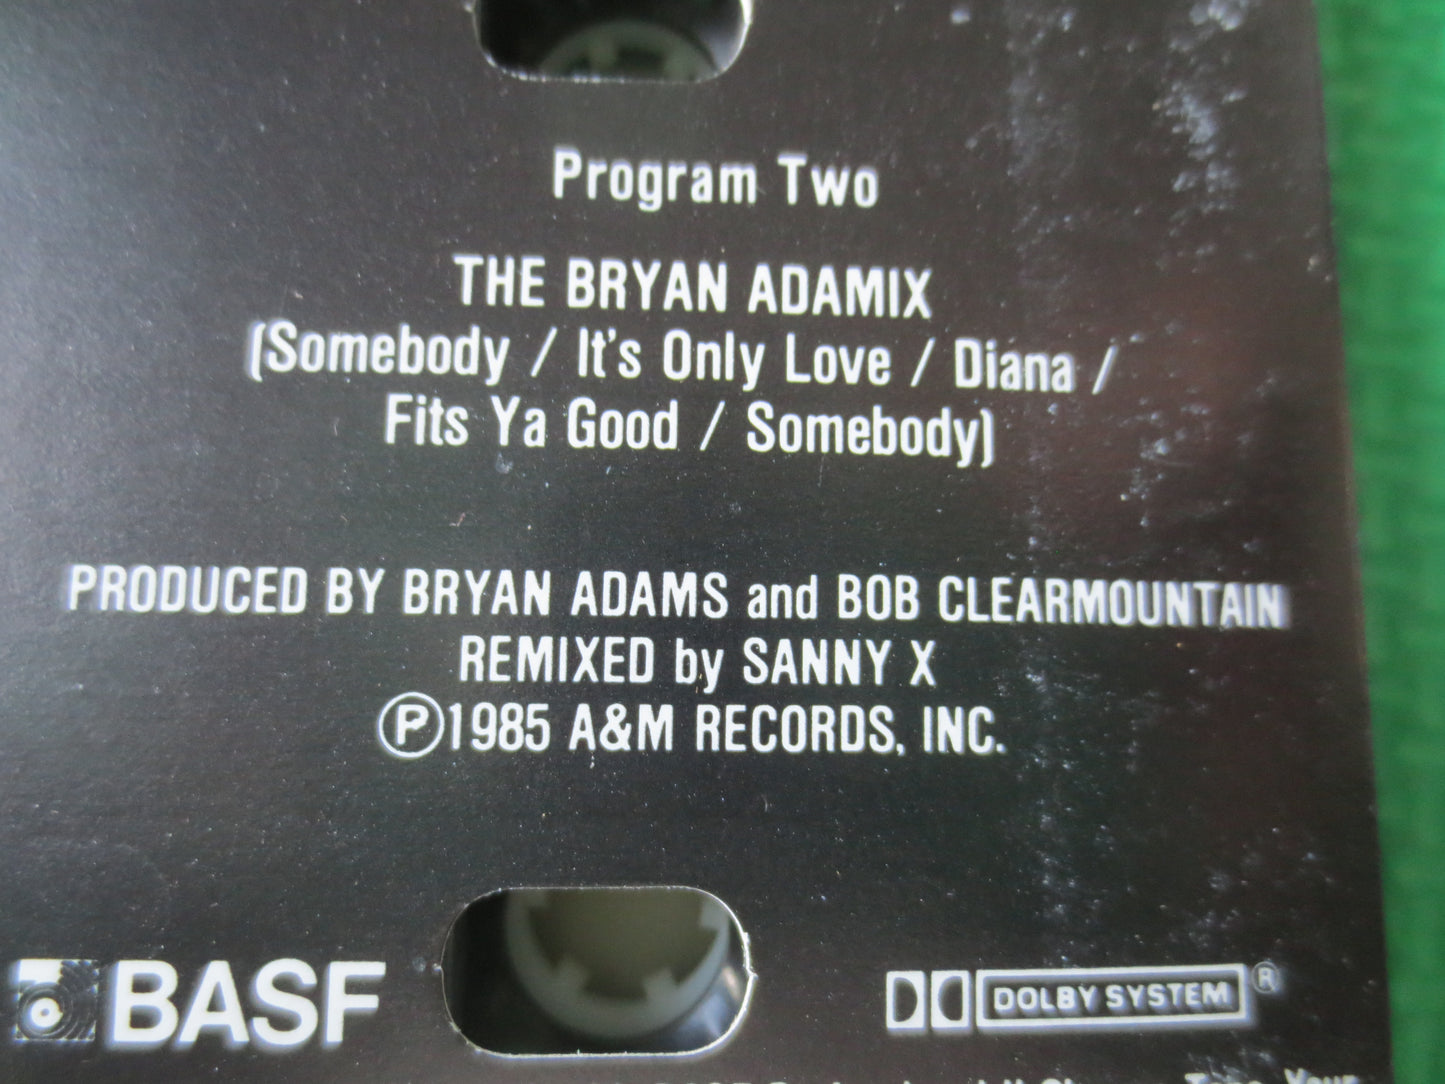 Program Two
THE BRYAN ADAMIX
(Somebody / It's Only Love / Diana /
Fits Ya Good / Somebody)
PRODUCED BY BRYAN ADAMS and BOB CLEARMOUNTAIN
REMIXED by SANNY X
Ⓟ1985 A&M RECORDS, INC.
BASF
DOLBY SYSTEM ®